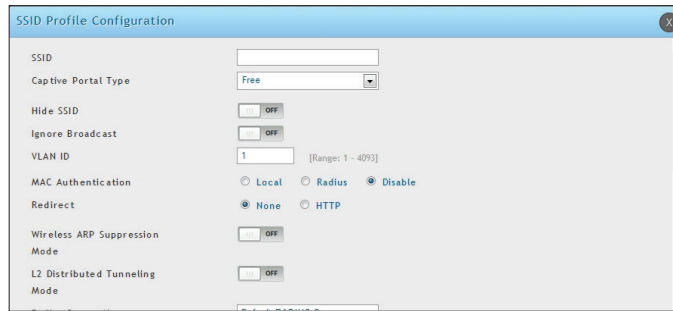 SSID Profile Configuration
X
SSID
Captive Portal Type Free
Hide SSID OFF
Ignore Broadcast OFF
VLAN ID 1 [Range: 1 - 4093]
MAC Authentication Local Radius Disable
Redirect None HTTP
Wireless ARP Suppression
Mode
OFF
L2 Distributed Tunneling
Mode
OFF